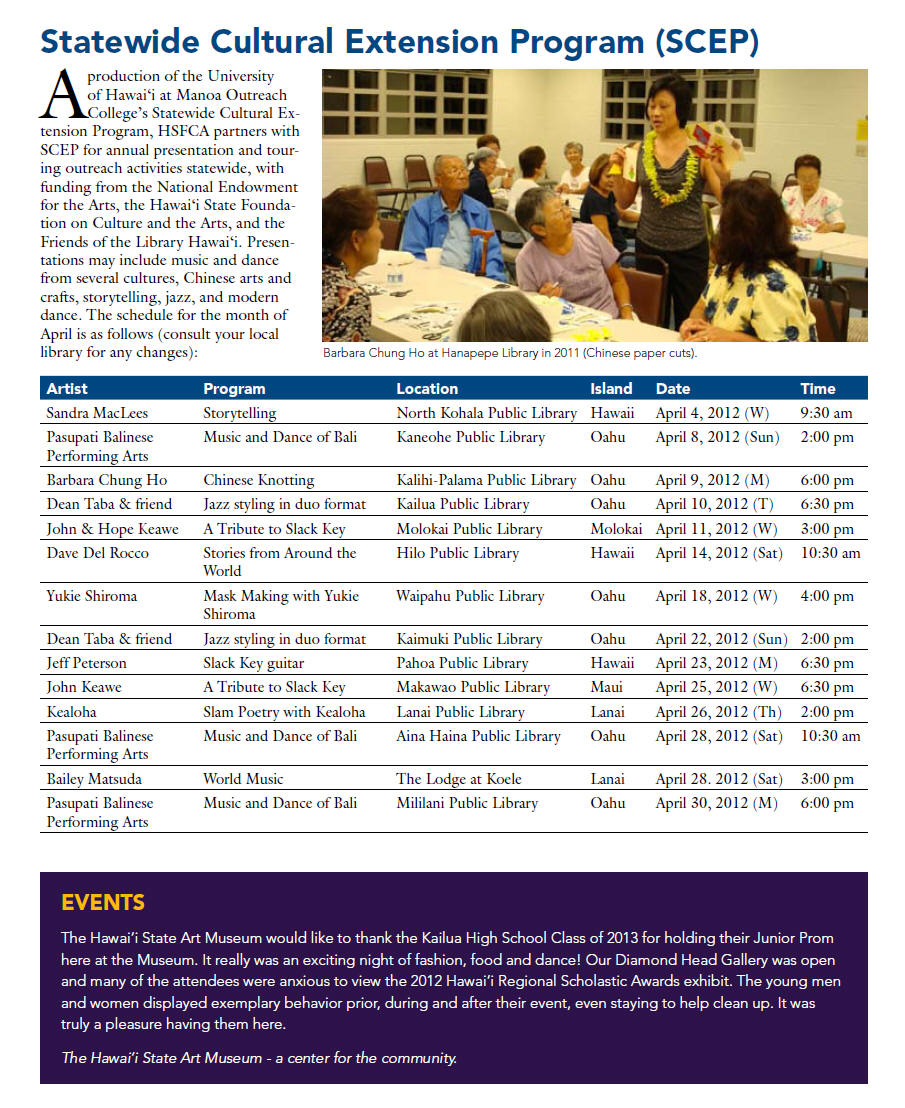 Statewide Cultural Extension Program (SCEP)
A production of the University
of Hawai‘i at Manoa Outreach
College’s Statewide Cultural Ex-
tension Program, HSFCA partners with
SCEP for annual presentation and tour-
ing outreach activities statewide, with
funding from the National Endowment
for the Arts, the Hawai‘i State Founda-
tion on Culture and the Arts, and the
Friends of the Library Hawai‘i. Presen-
tations may include music and dance
from several cultures, Chinese arts and
crafts, storytelling, jazz, and modern
dance. The schedule for the month of
April is as follows (consult your local
library for any changes):
Barbara Chung Ho at Hanapepe Library in 2011 (Chinese paper cuts).
Artist Program Location Island Date Time
Sandra MacLees Storytelling North Kohala Public Library Hawaii April 4, 2012 (W) 9:30 am
Pasupati Balinese Music and Dance of Bali Kaneohe Public Library Oahu April 8, 2012 (Sun) 2:00 pm
Performing Arts
Barbara Chung Ho Chinese Knotting Kalihi-Palama Public Library Oahu April 9, 2012 (M) 6:00 pm
Dean Taba & friend Jazz styling in duo format Kailua Public Library Oahu April 10, 2012 (T) 6:30 pm
John & Hope Keawe A Tribute to Slack Key Molokai Public Library Molokai April 11, 2012 (W) 3:00 pm
Dave Del Rocco Stories from Around the Hilo Public Library Hawaii April 14, 2012 (Sat) 10:30 am
World
Yukie Shiroma Mask Making with Yukie Waipahu Public Library Oahu April 18, 2012 (W) 4:00 pm
Shiroma
Dean Taba & friend Jazz styling in duo format Kaimuki Public Library Oahu April 22, 2012 (Sun) 2:00 pm
Jeff Peterson Slack Key guitar Pahoa Public Library Hawaii April 23, 2012 (M) 6:30 pm
John Keawe A Tribute to Slack Key Makawao Public Library Maui April 25, 2012 (W) 6:30 pm
Kealoha Slam Poetry with Kealoha Lanai Public Library Lanai April 26, 2012 (Th) 2:00 pm
Pasupati Balinese Music and Dance of Bali Aina Haina Public Library Oahu April 28, 2012 (Sat) 10:30 am
Performing Arts
Bailey Matsuda World Music The Lodge at Koele Lanai April 28. 2012 (Sat) 3:00 pm
Pasupati Balinese Music and Dance of Bali Mililani Public Library Oahu April 30, 2012 (M) 6:00 pm
Performing Arts
EVENTS
The Hawai‘i State Art Museum would like to thank the Kailua High School Class of 2013 for holding their Junior Prom
here at the Museum. It really was an exciting night of fashion, food and dance! Our Diamond Head Gallery was open
and many of the attendees were anxious to view the 2012 Hawai‘i Regional Scholastic Awards exhibit. The young men
and women displayed exemplary behavior prior, during and after their event, even staying to help clean up. It was
truly a pleasure having them here.
The Hawai‘i State Art Museum - a center for the community.